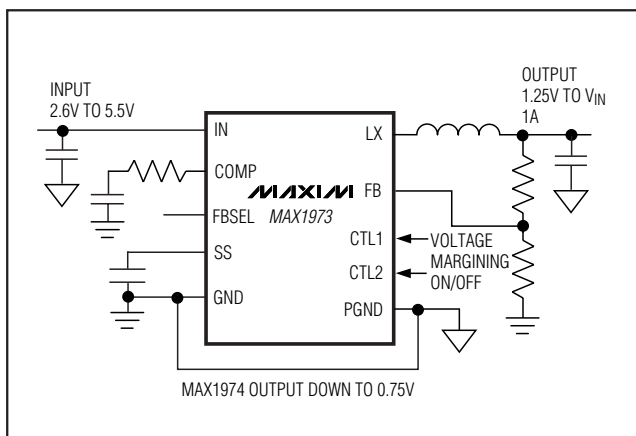 INPUT
2.6V TO 5.5V
OUTPUT
1.25V TO VIN
1A
IN
LX
COMP
MAXIM
FB
FBSEL
MAX1973
CTL1
VOLTAGE
MARGINING
ON/OFF
SS
CTL2
GND
PGND
MAX1974 OUTPUT DOWN TO 0.75V